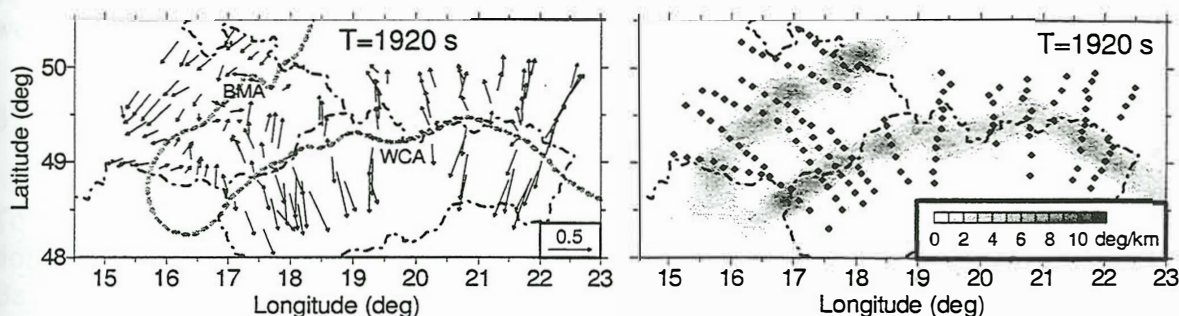 T=1920 s
BMA
WCA
0.5
50
49
48
Latitude (deg)
15 16 17 18 19 20 21 22 23
Longitude (deg)
T=1920 s
0 2 4 6 8 10 deg/km
15 16 17 18 19 20 21 22 23
Longitude (deg)